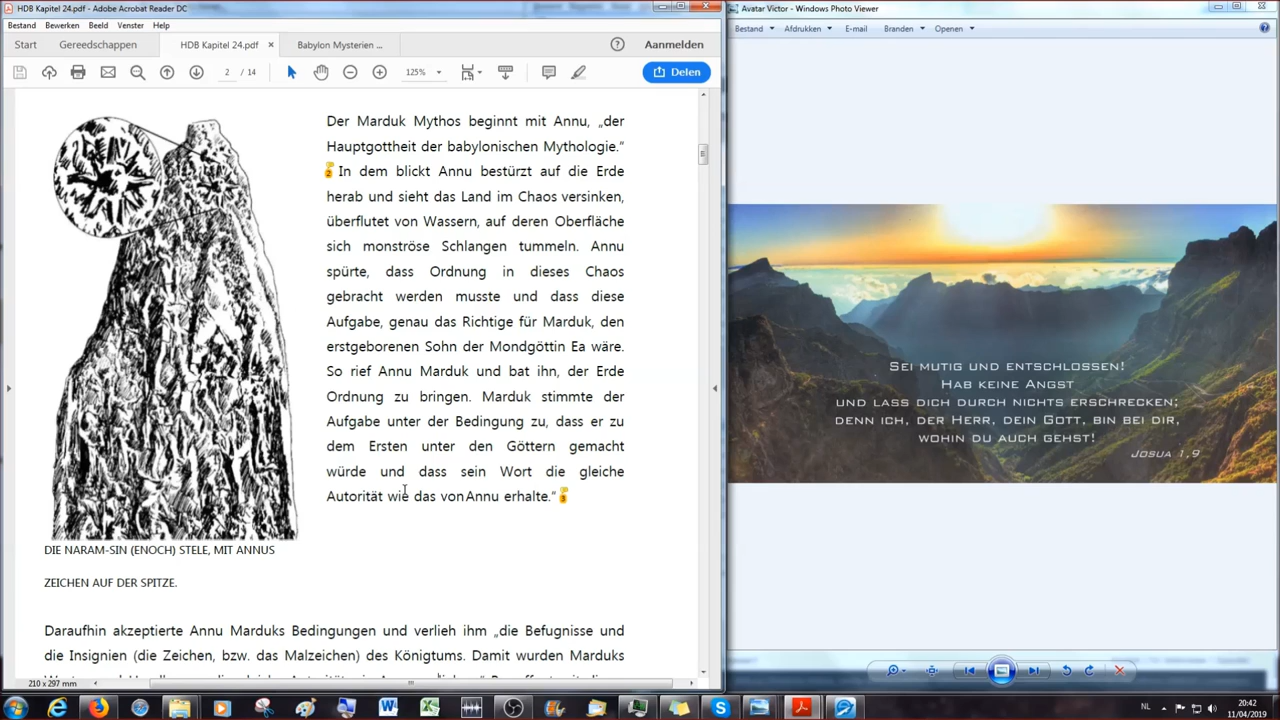 HDB Kapitel 24.pdf - Adobe Acrobat Reader DC
Bestand Bewerken Beeld Venster Help
Start Gereedschappen HDB Kapitel 24.pdf × Babylon Mysterien ... Anmelden
2 / 14 125% Delen
Der Marduk Mythos beginnt mit Annu, „der
Hauptgottheit der babylonischen Mythologie.“
2 In dem blickt Annu bestürzt auf die Erde
herab und sieht das Land im Chaos versinken,
überflutet von Wassern, auf deren Oberfläche
sich monströse Schlangen tummeln. Annu
spürte, dass Ordnung in dieses Chaos
gebracht werden musste und dass diese
Aufgabe, genau das Richtige für Marduk, den
erstgeborenen Sohn der Mondgöttin Ea wäre.
So rief Annu Marduk und bat ihn, der Erde
Ordnung zu bringen. Marduk stimmte der
Aufgabe unter der Bedingung zu, dass er zu
dem Ersten unter den Göttern gemacht
würde und dass sein Wort die gleiche
Autorität wie das von Annu erhalte.“ 3
DIE NARAM-SIN (ENOCH) STELE, MIT ANNUS
ZEICHEN AUF DER SPITZE.
Daraufhin akzeptierte Annu Marduks Bedingungen und verlieh ihm „die Befugnisse und
die Insignien (die Zeichen, bzw. das Malzeichen) des Königtums. Damit wurden Marduks
210 x 297 mm
Avatar Victor - Windows Photo Viewer
Bestand Afdrukken E-mail Branden Openen
Sei mutig und entschlossen!
Hab keine Angst
und lass dich durch nichts erschrecken;
denn ich, der Herr, dein Gott, bin bei dir,
wohin du auch gehst!
Josua 1,9
NL 20:42
11/04/2019